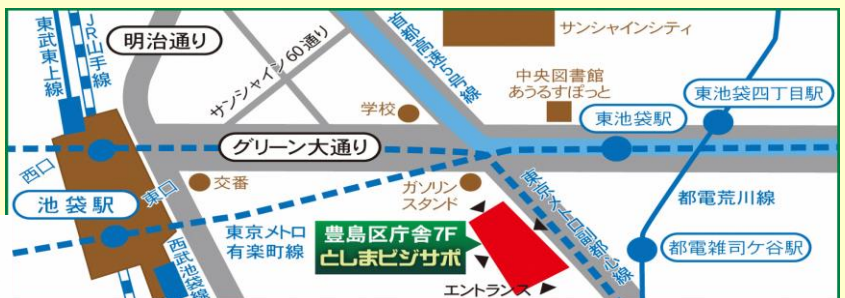 東武東上線
JR山手線
明治通り
サンシャイン60通り
首都高速5号線
サンシャインシティ
中央図書館
あうるすぽっと
学校
東池袋駅
東池袋四丁目駅
グリーン大通り
西口
東口
交番
ガソリン
スタンド
池袋駅
東京メトロ
有楽町線
豊島区庁舎7F
としまビジサポ
東京メトロ副都心線
都電荒川線
都電雑司ケ谷駅
西武池袋線
エントランス